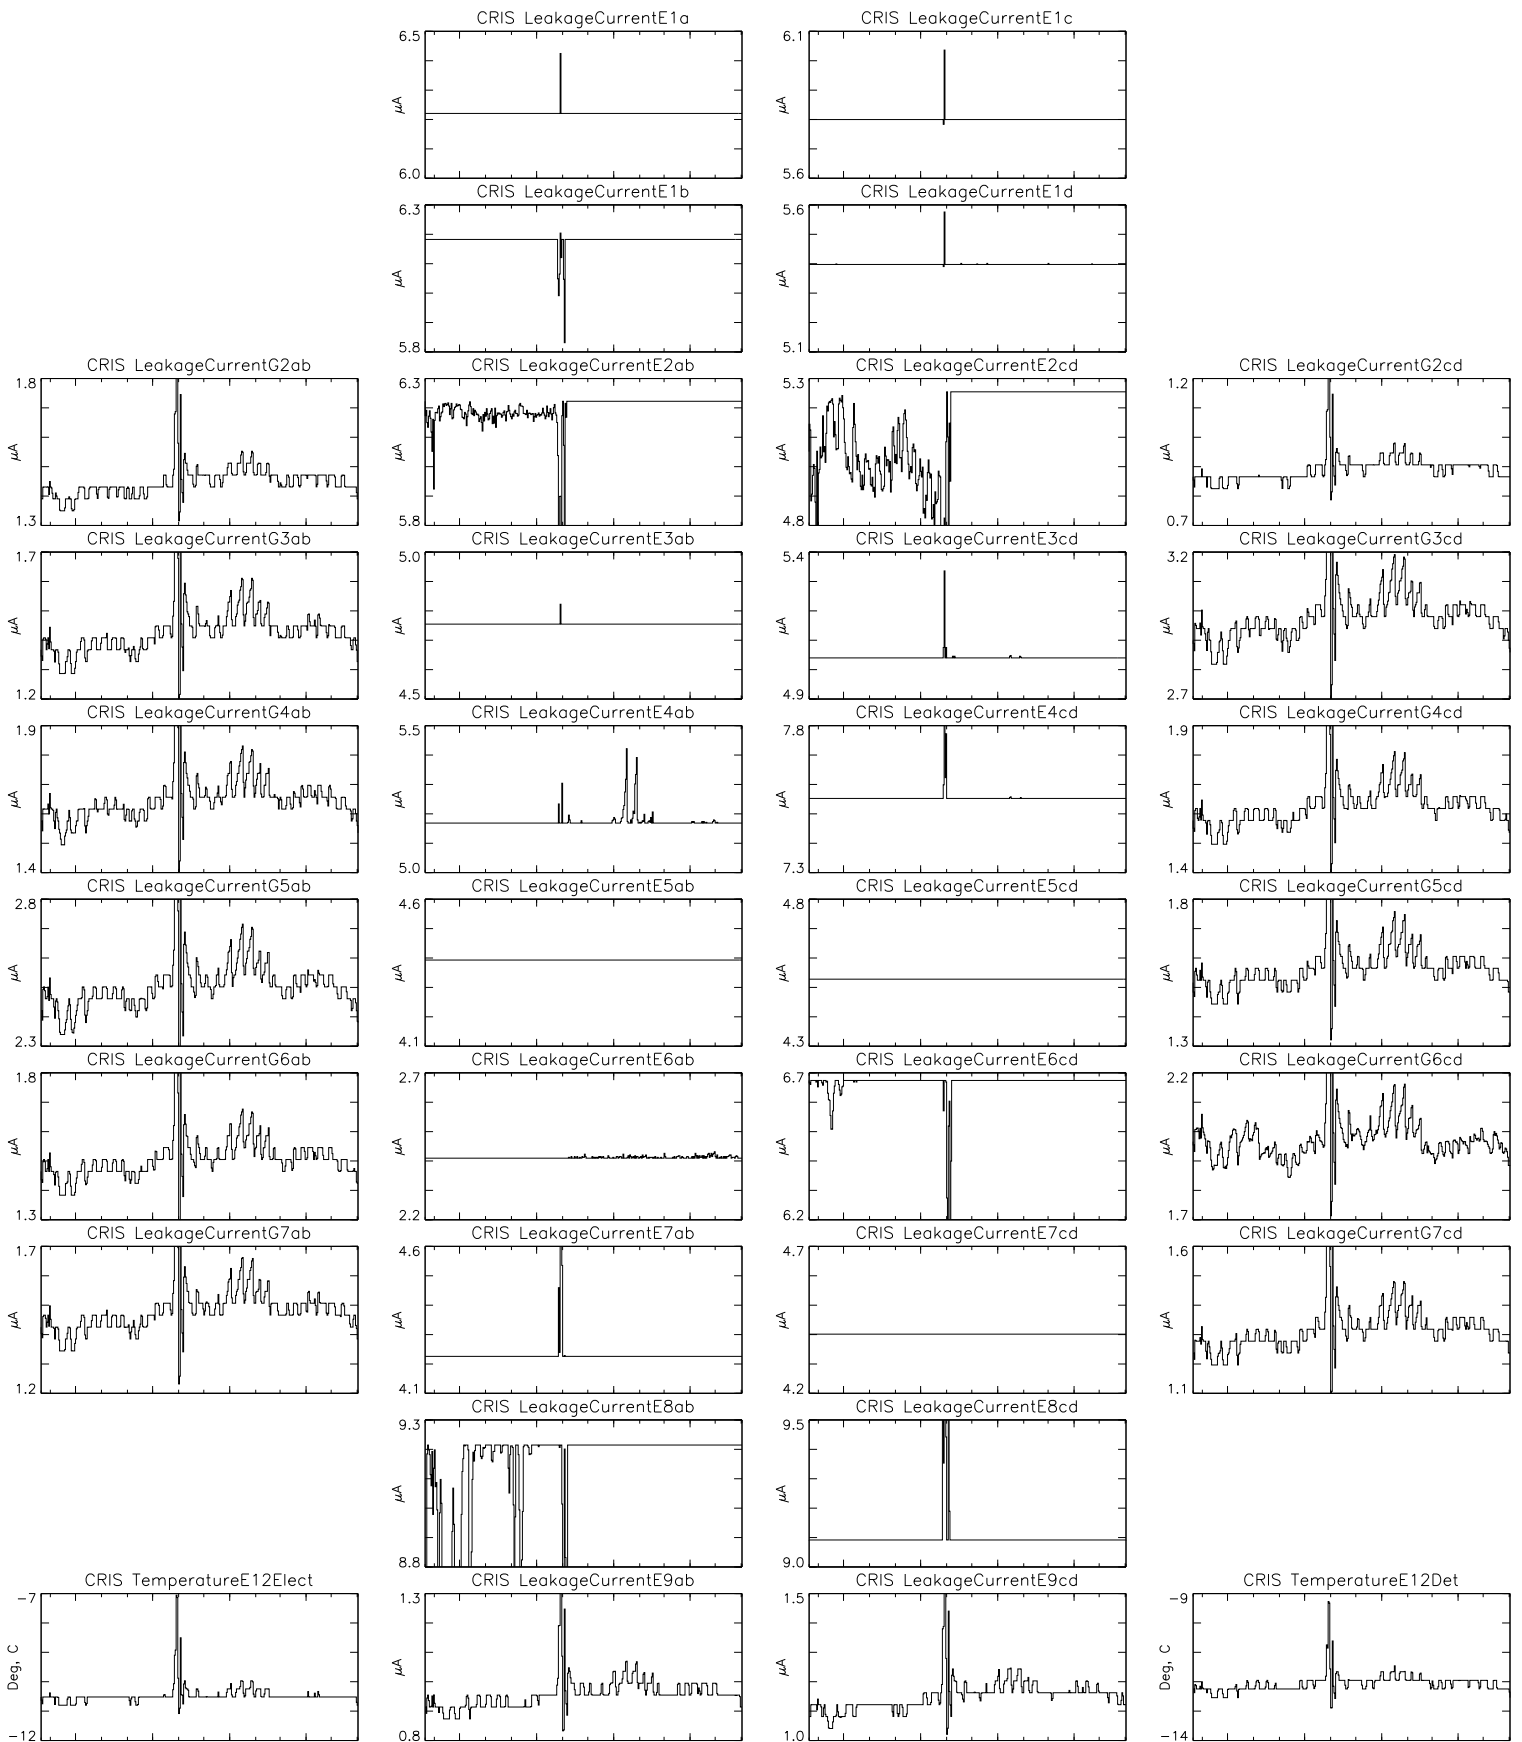 CRIS LeakageCurrentE1a
CRIS LeakageCurrentE1c
6.5
μA
6.0
6.1
μA
5.6
CRIS LeakageCurrentE1b
CRIS LeakageCurrentE1d
6.3
μA
5.8
5.6
μA
5.1
CRIS LeakageCurrentG2ab
CRIS LeakageCurrentE2ab
CRIS LeakageCurrentE2cd
CRIS LeakageCurrentG2cd
1.8
μA
1.3
6.3
μA
5.8
5.3
μA
4.8
1.2
μA
0.7
CRIS LeakageCurrentG3ab
CRIS LeakageCurrentE3ab
CRIS LeakageCurrentE3cd
CRIS LeakageCurrentG3cd
1.7
μA
1.2
5.0
μA
4.5
5.4
μA
4.9
3.2
μA
2.7
CRIS LeakageCurrentG4ab
CRIS LeakageCurrentE4ab
CRIS LeakageCurrentE4cd
CRIS LeakageCurrentG4cd
1.9
μA
1.4
5.5
μA
5.0
7.8
μA
7.3
1.9
μA
1.4
CRIS LeakageCurrentG5ab
CRIS LeakageCurrentE5ab
CRIS LeakageCurrentE5cd
CRIS LeakageCurrentG5cd
2.8
μA
2.3
4.6
μA
4.1
4.8
μA
4.3
1.8
μA
1.3
CRIS LeakageCurrentG6ab
CRIS LeakageCurrentE6ab
CRIS LeakageCurrentE6cd
CRIS LeakageCurrentG6cd
1.8
μA
1.3
2.7
μA
2.2
6.7
μA
6.2
2.2
μA
1.7
CRIS LeakageCurrentG7ab
CRIS LeakageCurrentE7ab
CRIS LeakageCurrentE7cd
CRIS LeakageCurrentG7cd
1.7
μA
1.2
4.6
μA
4.1
4.7
μA
4.2
1.6
μA
1.1
CRIS LeakageCurrentE8ab
CRIS LeakageCurrentE8cd
9.3
μA
8.8
9.5
μA
9.0
CRIS TemperatureE12Elect
CRIS LeakageCurrentE9ab
CRIS LeakageCurrentE9cd
CRIS TemperatureE12Det
-7
Deg, C
-12
1.3
μA
0.8
1.5
μA
1.0
-9
Deg, C
-14